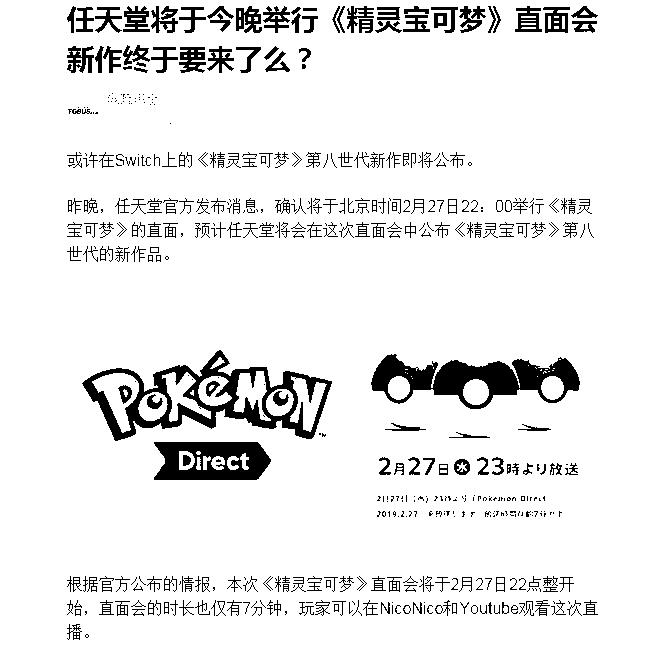 任天堂将于今晚举行《精灵宝可梦》直面会
新作终于要来了么？
或许在Switch上的《精灵宝可梦》第八世代新作即将公布。
昨晚，任天堂官方发布消息，确认将于北京时间2月27日22：00举行《精灵
宝可梦》的直面，预计任天堂将会在这次直面会中公布《精灵宝可梦》第八
世代的新作品。
POKéMON
Direct
2月27日水23時より放送
根据官方公布的情报，本次《精灵宝可梦》直面会将于2月27日22点整开
始，直面会的时长也仅有7分钟，玩家可以在NicoNico和Youtube观看这次直
播。